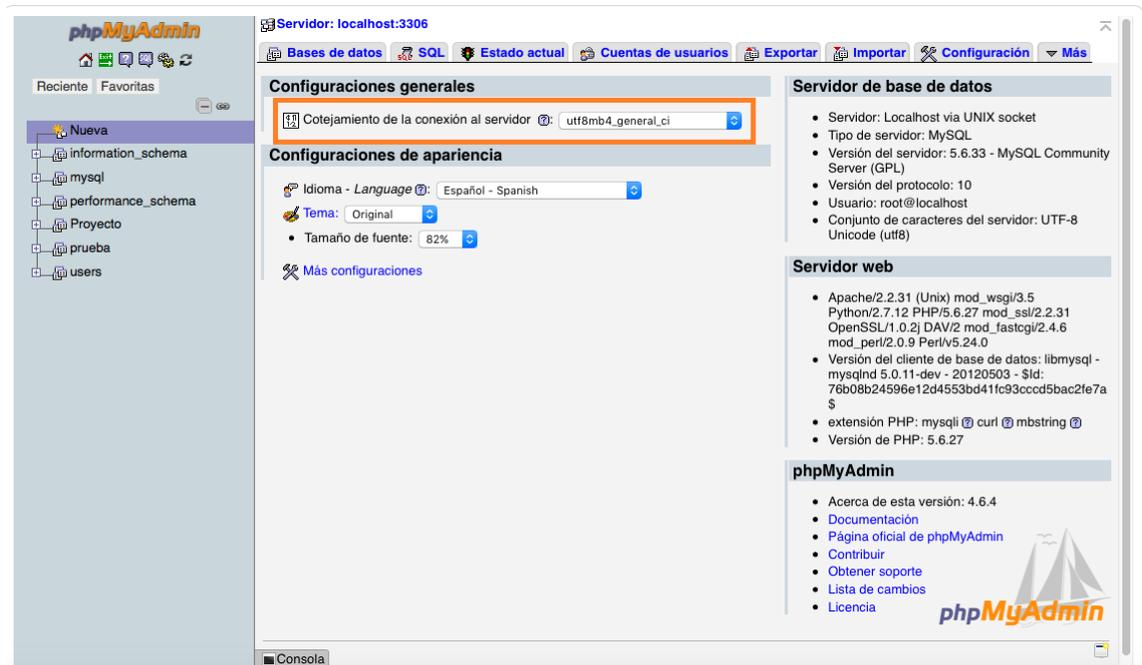 phpMyAdmin
Reciente Favoritas
Nueva
information_schema
mysql
performance_schema
Proyecto
prueba
users
Servidor: localhost:3306
Bases de datos SQL Estado actual Cuentas de usuarios Exportar Importar Configuración Más
Configuraciones generales
Cotejamiento de la conexión al servidor : utf8mb4_general_ci
Configuraciones de apariencia
Idioma - Language : Español - Spanish
Tema: Original
• Tamaño de fuente: 82%
Más configuraciones
Servidor de base de datos
• Servidor: Localhost via UNIX socket
• Tipo de servidor: MySQL
• Versión del servidor: 5.6.33 - MySQL Community
Server (GPL)
• Versión del protocolo: 10
• Usuario: root@localhost
• Conjunto de caracteres del servidor: UTF-8
Unicode (utf8)
Servidor web
• Apache/2.2.31 (Unix) mod_wsgi/3.5
Python/2.7.12 PHP/5.6.27 mod_ssl/2.2.31
OpenSSL/1.0.2j DAV/2 mod_fastcgi/2.4.6
mod_perl/2.0.9 Perl/v5.24.0
• Versión del cliente de base de datos: libmysql -
mysqlnd 5.0.11-dev - 20120503 - $Id:
76b08b24596e12d4553bd41fc93cccd5bac2fe7a
$
• extensión PHP: mysqli curl mbstring
• Versión de PHP: 5.6.27
phpMyAdmin
• Acerca de esta versión: 4.6.4
• Documentación
• Página oficial de phpMyAdmin
• Contribuir
• Obtener soporte
• Lista de cambios
• Licencia
phpMyAdmin
Consola